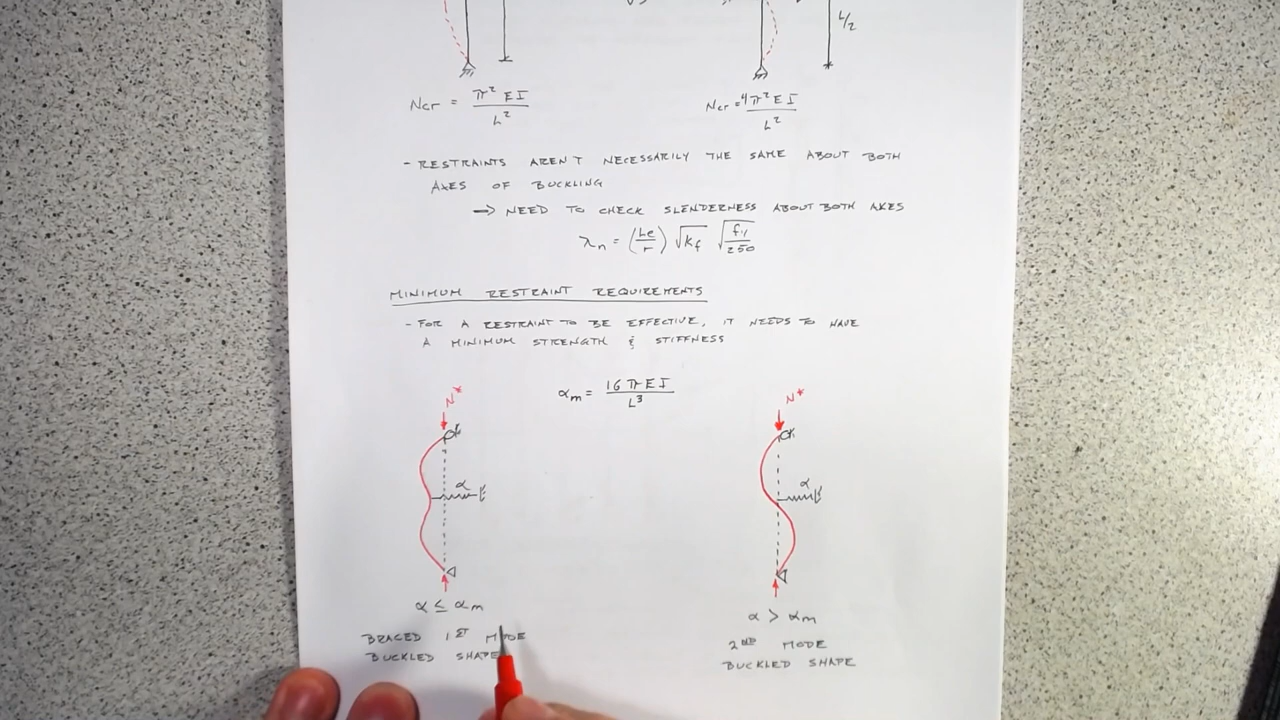 L/2
Ncr = π² E I / L²
Ncr = 4π² E I / L²
- RESTRAINTS AREN'T NECESSARILY THE SAME ABOUT BOTH
AXES OF BUCKLING
→ NEED TO CHECK SLENDERNESS ABOUT BOTH AXES
λn = (Le/r) √kf √(fy/250)
MINIMUM RESTRAINT REQUIREMENTS
- FOR A RESTRAINT TO BE EFFECTIVE, IT NEEDS TO HAVE
A MINIMUM STRENGTH & STIFFNESS
αm = 16 π E I / L³
N*
N*
α
α
α ≤ αm
α > αm
BRACED 1ST MODE
BUCKLED SHAPE
2ND MODE
BUCKLED SHAPE